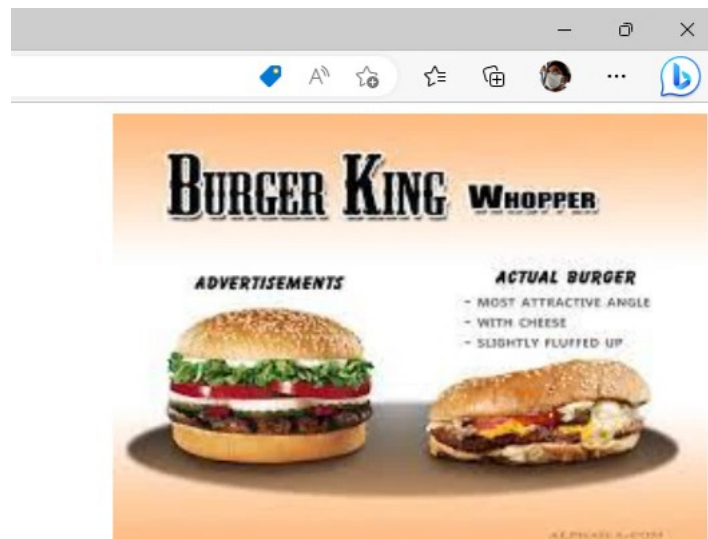 BURGER KING WHOPPER
ADVERTISEMENTS
ACTUAL BURGER
- MOST ATTRACTIVE ANGLE
- WITH CHEESE
- SLIGHTLY FLUFFED UP